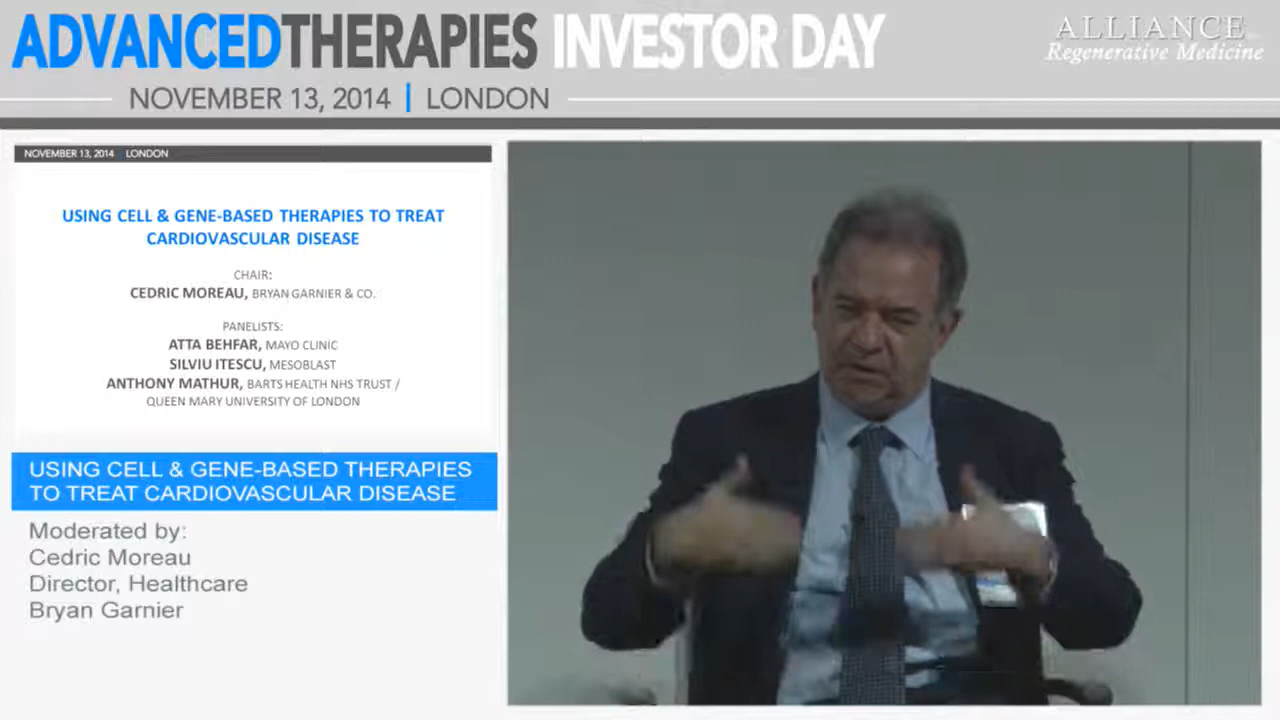 ADVANCEDTHERAPIES INVESTOR DAY
ALLIANCE
Regenerative Medicine
NOVEMBER 13, 2014 | LONDON
NOVEMBER 13, 2014 | LONDON
USING CELL & GENE-BASED THERAPIES TO TREAT
CARDIOVASCULAR DISEASE
CHAIR:
CEDRIC MOREAU, BRYAN GARNIER & CO.
PANELISTS:
ATTA BEHFAR, MAYO CLINIC
SILVIU ITESCU, MESOBLAST
ANTHONY MATHUR, BARTS HEALTH NHS TRUST /
QUEEN MARY UNIVERSITY OF LONDON
USING CELL & GENE-BASED THERAPIES
TO TREAT CARDIOVASCULAR DISEASE
Moderated by:
Cedric Moreau
Director, Healthcare
Bryan Garnier